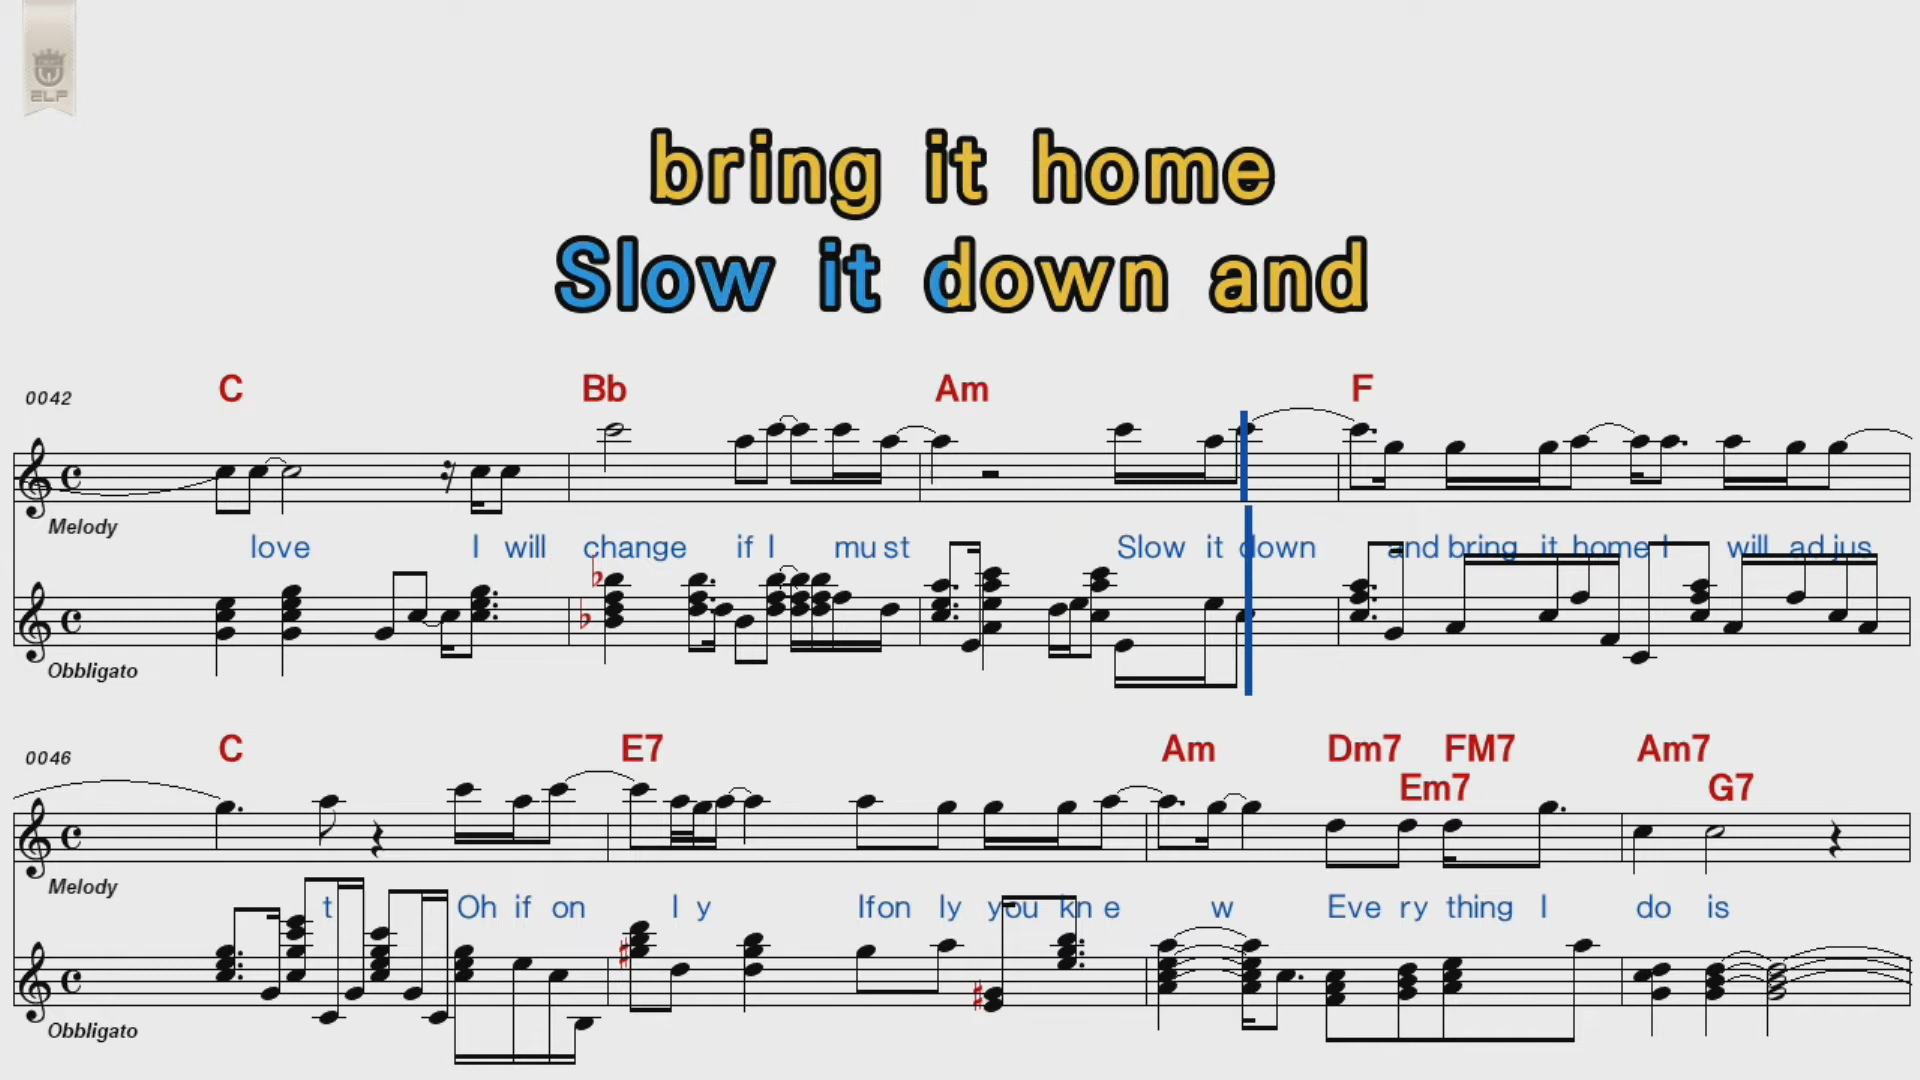 ELF
bring it home
Slow it down and
0042
C Bb Am F
Melody
love I will change if I mu st Slow it down and bring it home I will ad jus
Obbligato
0046
C E7 Am Dm7 FM7 Am7
Em7 G7
Melody
t Oh if on l y Ifon ly you kn e w Eve ry thing I do is
Obbligato